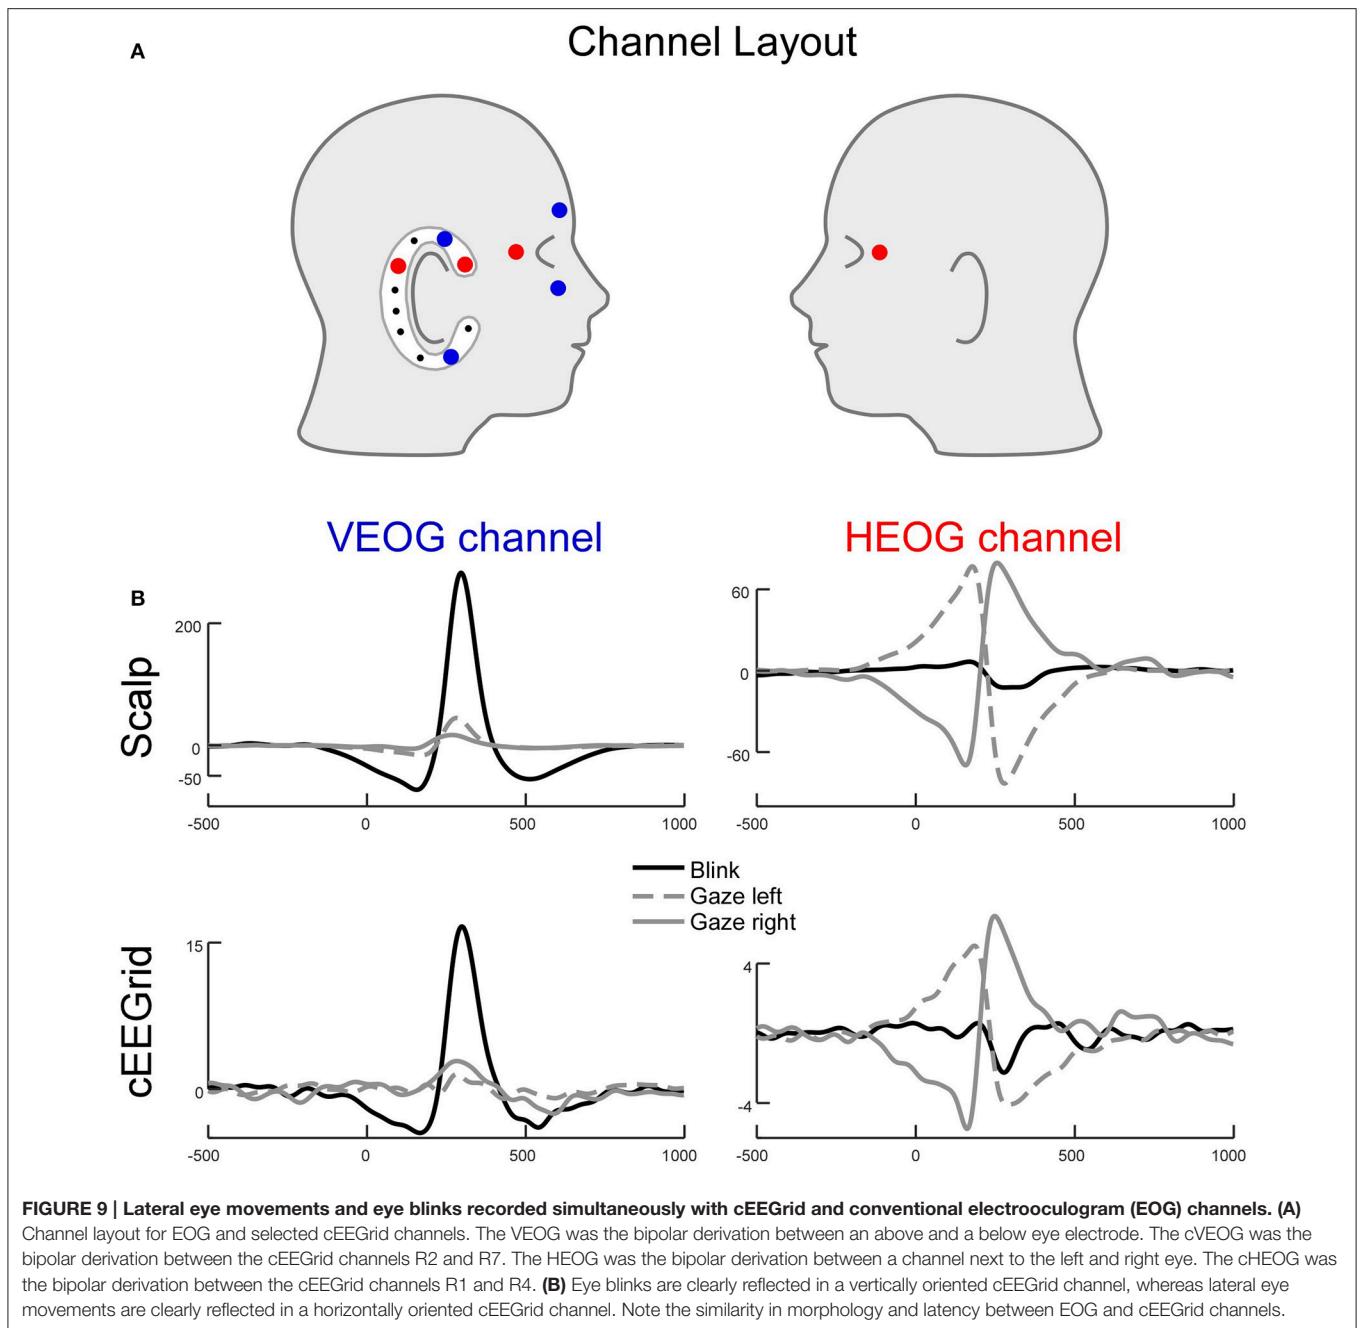 Channel Layout
A
VEOG channel
HEOG channel
B
Scalp
200
0
-50
-500
0
500
1000
60
0
-60
-500
0
500
1000
Blink
Gaze left
Gaze right
cEEGrid
15
0
-500
0
500
1000
4
-4
-500
0
500
1000
FIGURE 9 | Lateral eye movements and eye blinks recorded simultaneously with cEEGrid and conventional electrooculogram (EOG) channels. (A)
Channel layout for EOG and selected cEEGrid channels. The VEOG was the bipolar derivation between an above and a below eye electrode. The cVEOG was the
bipolar derivation between the cEEGrid channels R2 and R7. The HEOG was the bipolar derivation between a channel next to the left and right eye. The cHEOG was
the bipolar derivation between the cEEGrid channels R1 and R4. (B) Eye blinks are clearly reflected in a vertically oriented cEEGrid channel, whereas lateral eye
movements are clearly reflected in a horizontally oriented cEEGrid channel. Note the similarity in morphology and latency between EOG and cEEGrid channels.